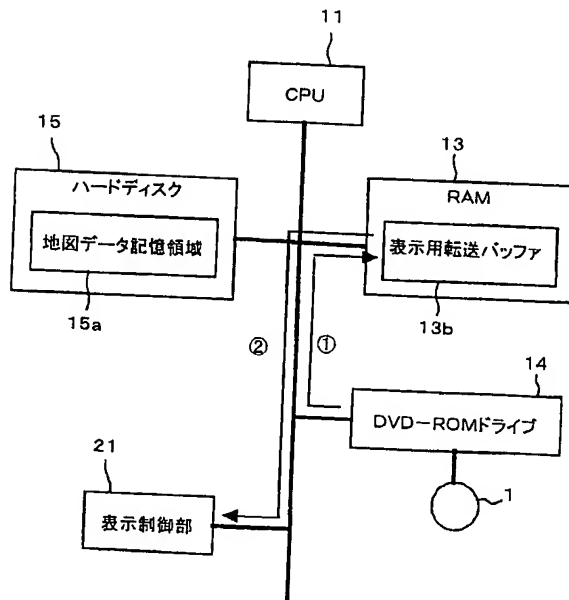 11
CPU
15
ハードディスク
地図データ記憶領域
15a
13
RAM
表示用転送バッファ
13b
②
①
14
DVD－ROMドライブ
1
21
表示制御部